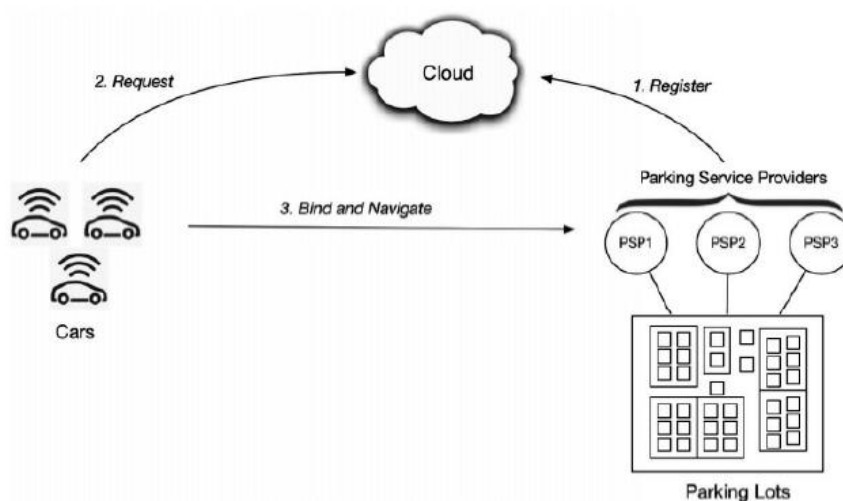 Cloud
2. Request
1. Register
Parking Service Providers
3. Bind and Navigate
PSP1
PSP2
PSP3
Cars
Parking Lots